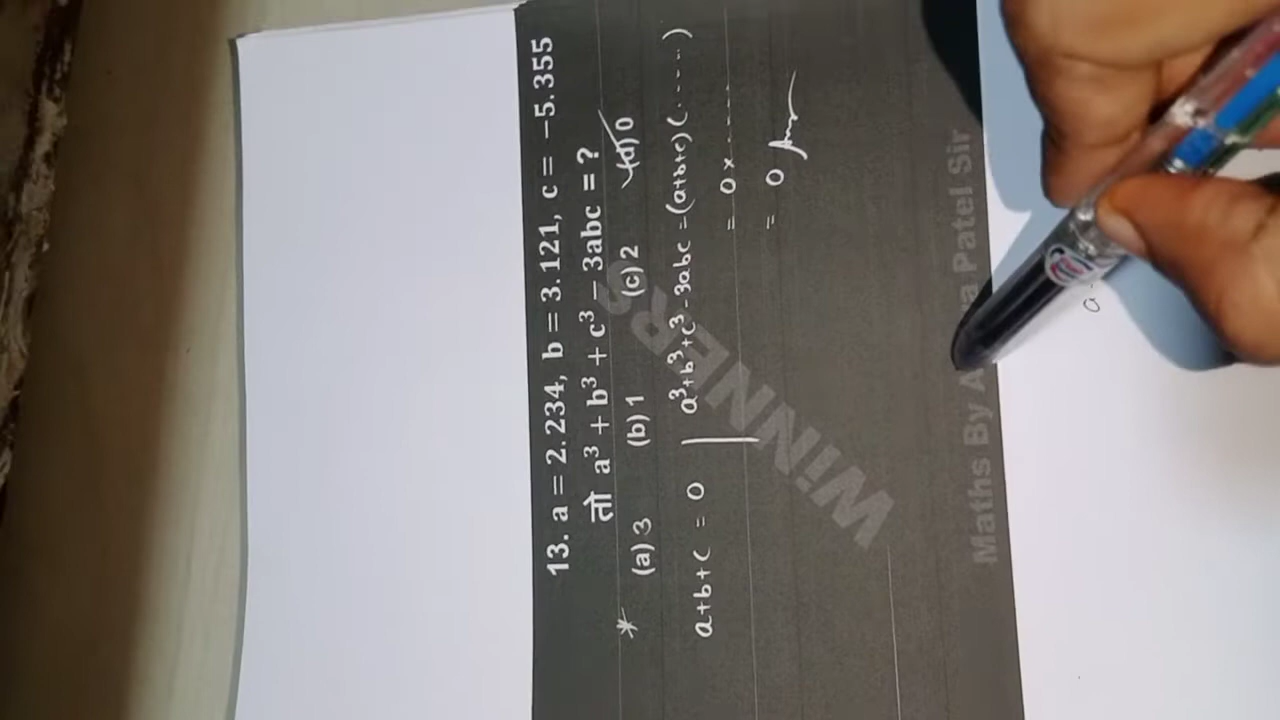 13. a = 2.234, b = 3.121, c = −5.355
तो a³ + b³ + c³ − 3abc = ?
(a) 3 (b) 1 (c) 2 (d) 0
a+b+c = 0 | a³+b³+c³-3abc =(a+b+c)(....)
= 0 × .....
= 0 Ans
WiNNERS
Maths By A Patel Sir
a